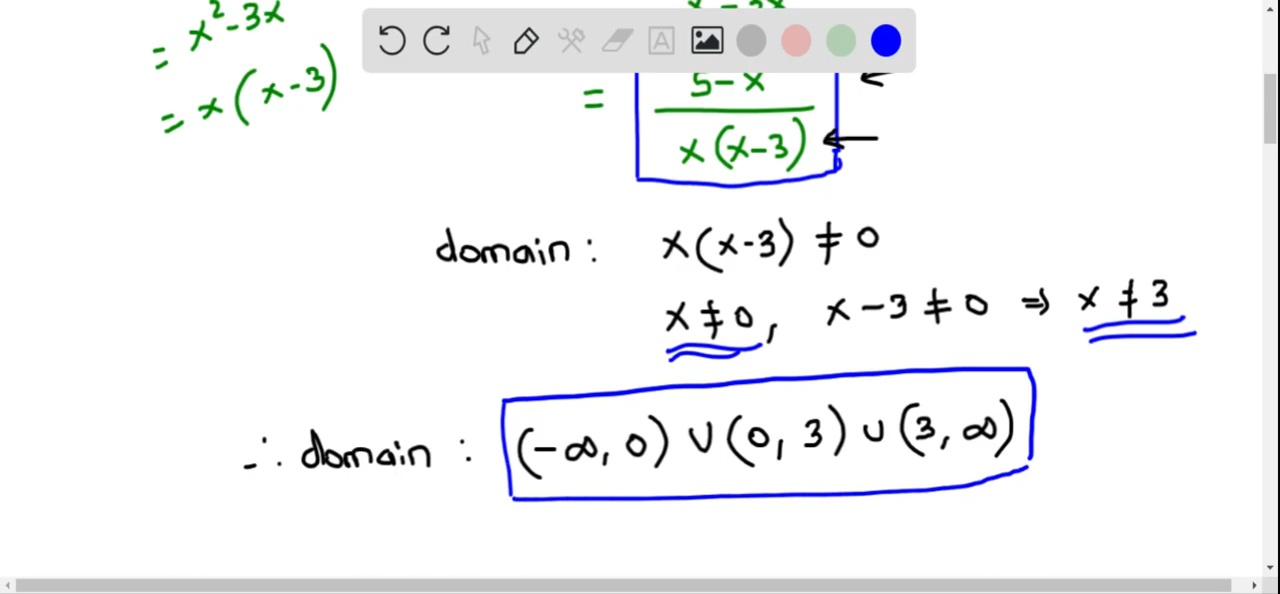 = x² - 3x
= x(x-3)
= 5-x / x(x-3)
domain : x(x-3) ≠ 0
x ≠ 0, x - 3 ≠ 0 ⇒ x ≠ 3
∴ domain : (-∞, 0) ∪ (0, 3) ∪ (3, ∞)